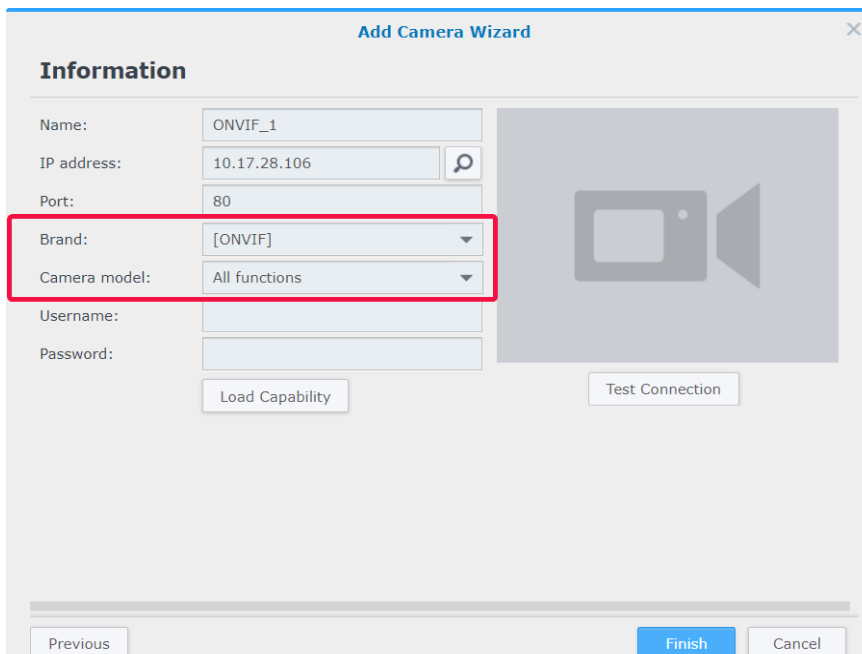 Add Camera Wizard
Information
Name: ONVIF_1
IP address: 10.17.28.106
Port: 80
Brand: [ONVIF]
Camera model: All functions
Username:
Password:
Load Capability
Test Connection
Previous Finish Cancel